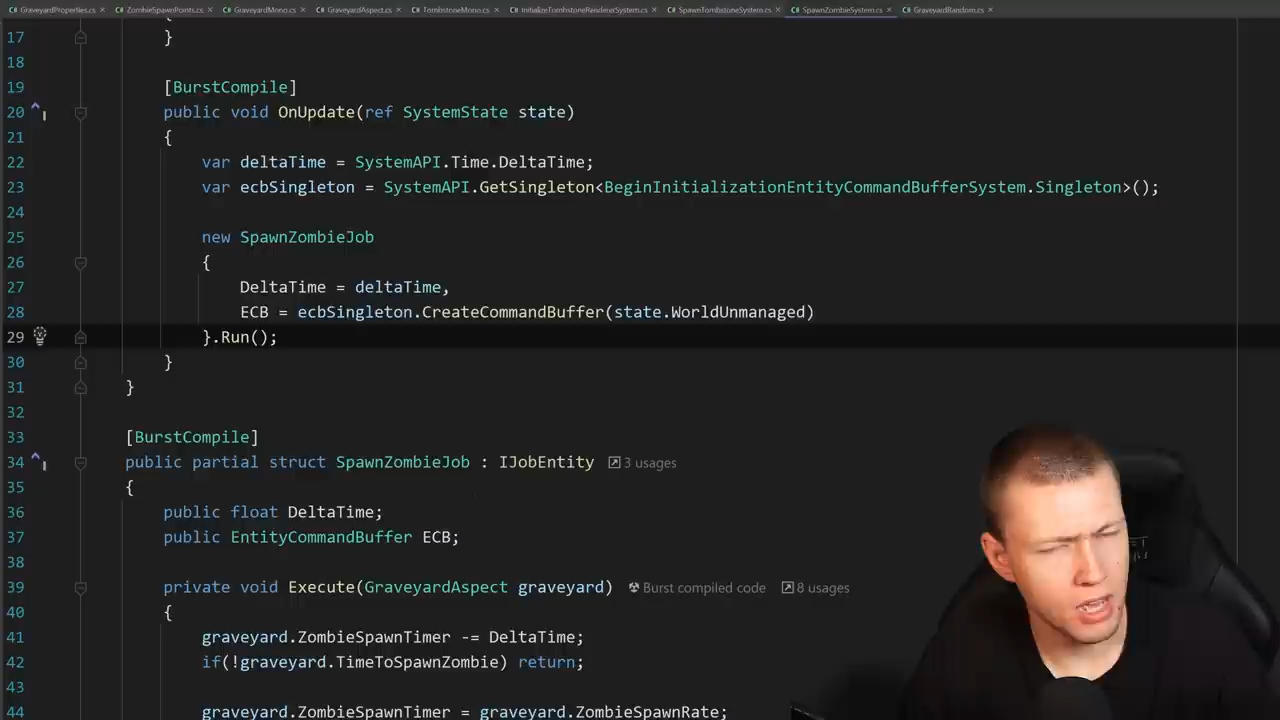 GraveyardProperties.cs ZombieSpawnPoints.cs GraveyardMono.cs GraveyardAspect.cs TombstoneMono.cs InitializeTombstoneRendererSystem.cs SpawnTombstoneSystem.cs SpawnZombieSystem.cs GraveyardRandom.cs
17 }
18
19 [BurstCompile]
20 public void OnUpdate(ref SystemState state)
21 {
22 var deltaTime = SystemAPI.Time.DeltaTime;
23 var ecbSingleton = SystemAPI.GetSingleton<BeginInitializationEntityCommandBufferSystem.Singleton>();
24
25 new SpawnZombieJob
26 {
27 DeltaTime = deltaTime,
28 ECB = ecbSingleton.CreateCommandBuffer(state.WorldUnmanaged)
29 }.Run();
30 }
31 }
32
33 [BurstCompile]
34 public partial struct SpawnZombieJob : IJobEntity 3 usages
35 {
36 public float DeltaTime;
37 public EntityCommandBuffer ECB;
38
39 private void Execute(GraveyardAspect graveyard) Burst compiled code 8 usages
40 {
41 graveyard.ZombieSpawnTimer -= DeltaTime;
42 if(!graveyard.TimeToSpawnZombie) return;
43
44 graveyard.ZombieSpawnTimer = graveyard.ZombieSpawnRate;